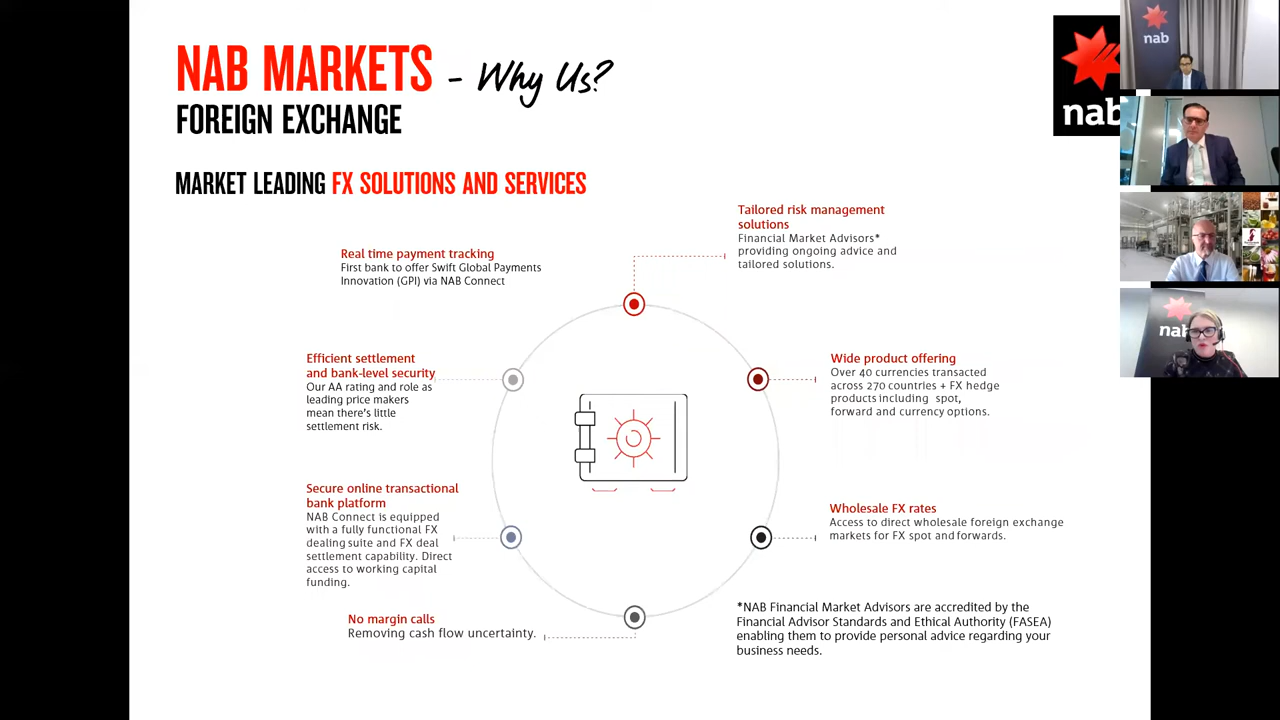 NAB MARKETS - Why Us?
FOREIGN EXCHANGE
MARKET LEADING FX SOLUTIONS AND SERVICES
Tailored risk management
solutions
Financial Market Advisors*
providing ongoing advice and
tailored solutions.
Real time payment tracking
First bank to offer Swift Global Payments
Innovation (GPI) via NAB Connect
Efficient settlement
and bank-level security
Our AA rating and role as
leading price makers
mean there's little
settlement risk.
Wide product offering
Over 40 currencies transacted
across 270 countries + FX hedge
products including spot,
forward and currency options.
Secure online transactional
bank platform
NAB Connect is equipped
with a fully functional FX
dealing suite and FX deal
settlement capability. Direct
access to working capital
funding.
Wholesale FX rates
Access to direct wholesale foreign exchange
markets for FX spot and forwards.
No margin calls
Removing cash flow uncertainty.
*NAB Financial Market Advisors are accredited by the
Financial Advisor Standards and Ethical Authority (FASEA)
enabling them to provide personal advice regarding your
business needs.
nab
nab
nab